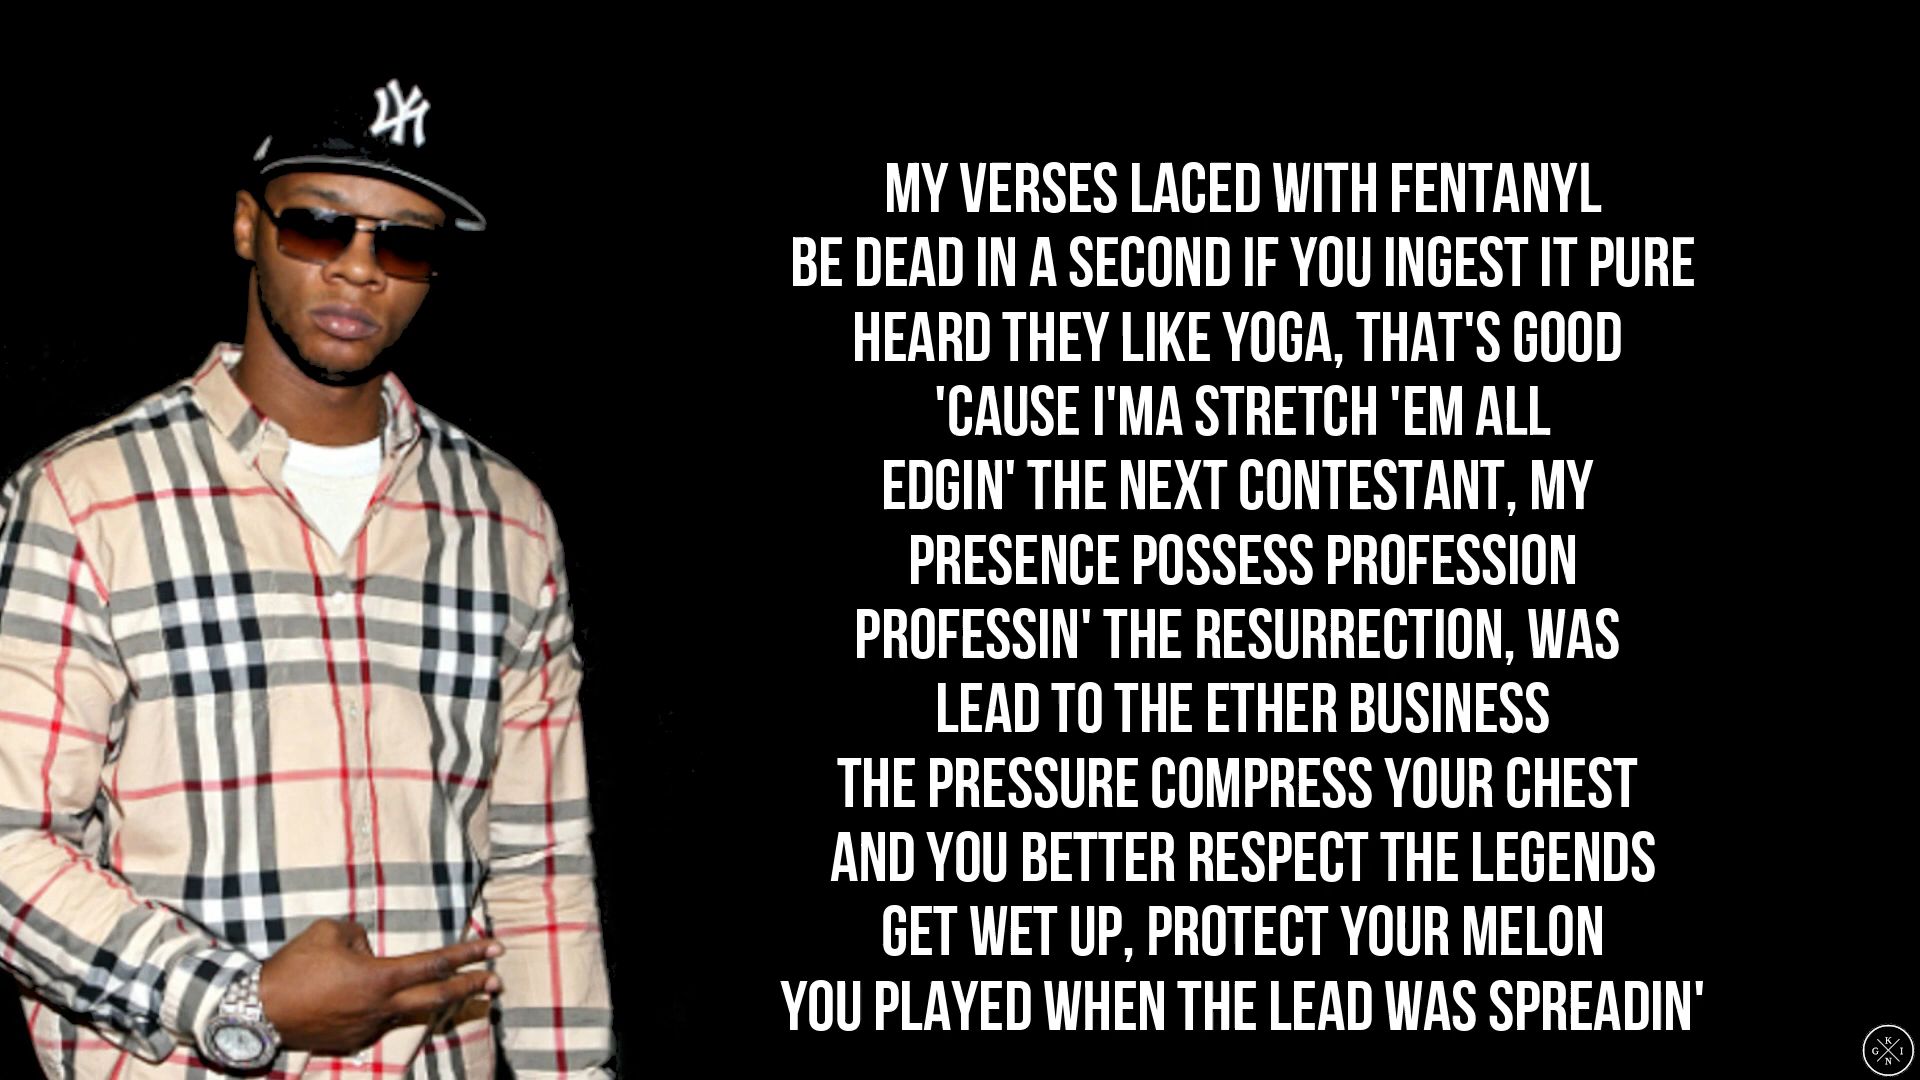 NY
MY VERSES LACED WITH FENTANYL
BE DEAD IN A SECOND IF YOU INGEST IT PURE
HEARD THEY LIKE YOGA, THAT'S GOOD
'CAUSE I'MA STRETCH 'EM ALL
EDGIN' THE NEXT CONTESTANT, MY
PRESENCE POSSESS PROFESSION
PROFESSIN' THE RESURRECTION, WAS
LEAD TO THE ETHER BUSINESS
THE PRESSURE COMPRESS YOUR CHEST
AND YOU BETTER RESPECT THE LEGENDS
GET WET UP, PROTECT YOUR MELON
YOU PLAYED WHEN THE LEAD WAS SPREADIN'
K
G I
N